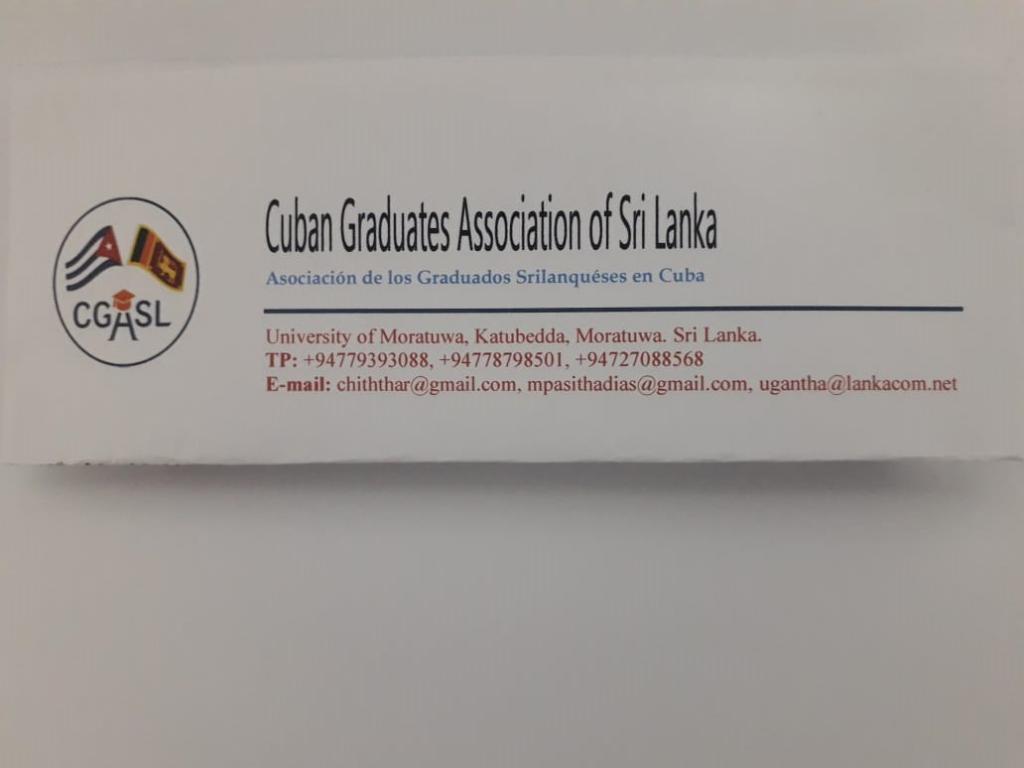 CGASL
Cuban Graduates Association of Sri Lanka
Asociación de los Graduados Srilanquéses en Cuba
University of Moratuwa, Katubedda, Moratuwa. Sri Lanka.
TP: +94779393088, +94778798501, +94727088568
E-mail: chiththar@gmail.com, mpasithadias@gmail.com, ugantha@lankacom.net